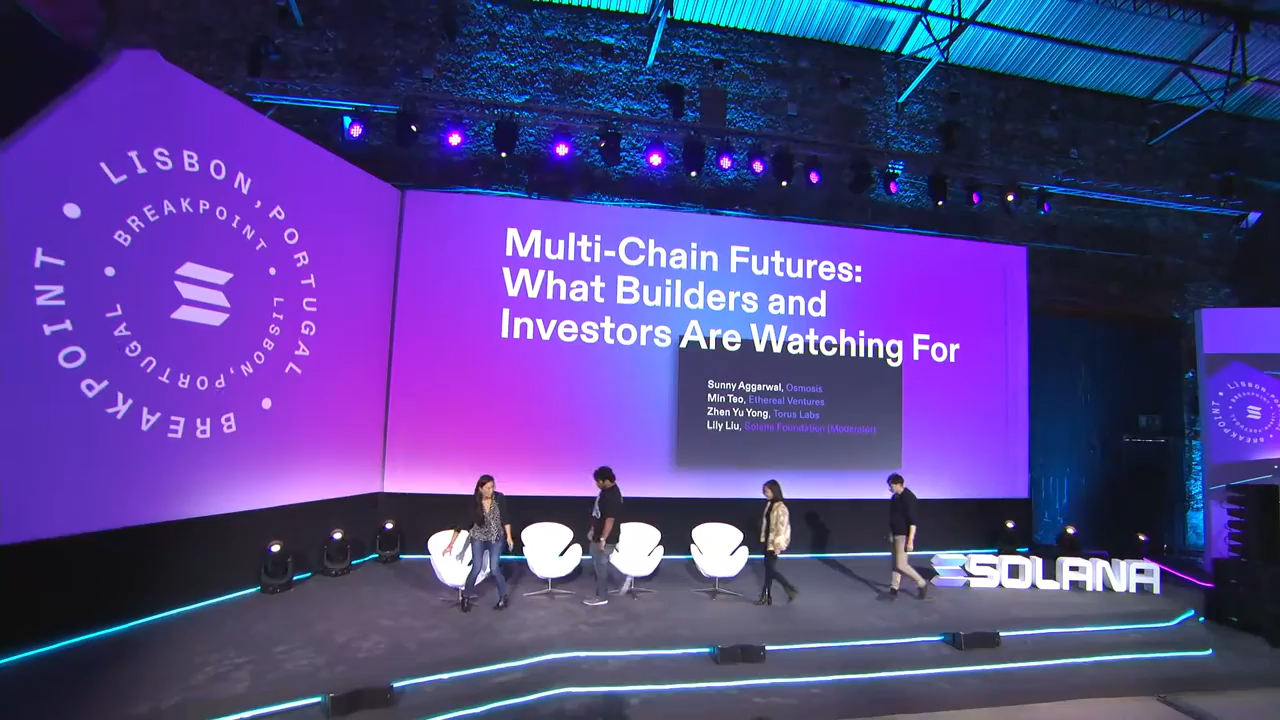 LISBON, PORTUGAL • BREAKPOINT •
BREAKPOINT • LISBON, PORTUGAL •
Multi-Chain Futures:
What Builders and
Investors Are Watching For
Sunny Aggarwal, Osmosis
Min Teo, Ethereal Ventures
Zhen Yu Yong, Torus Labs
Lily Liu, Solana Foundation (Moderator)
SOLANA